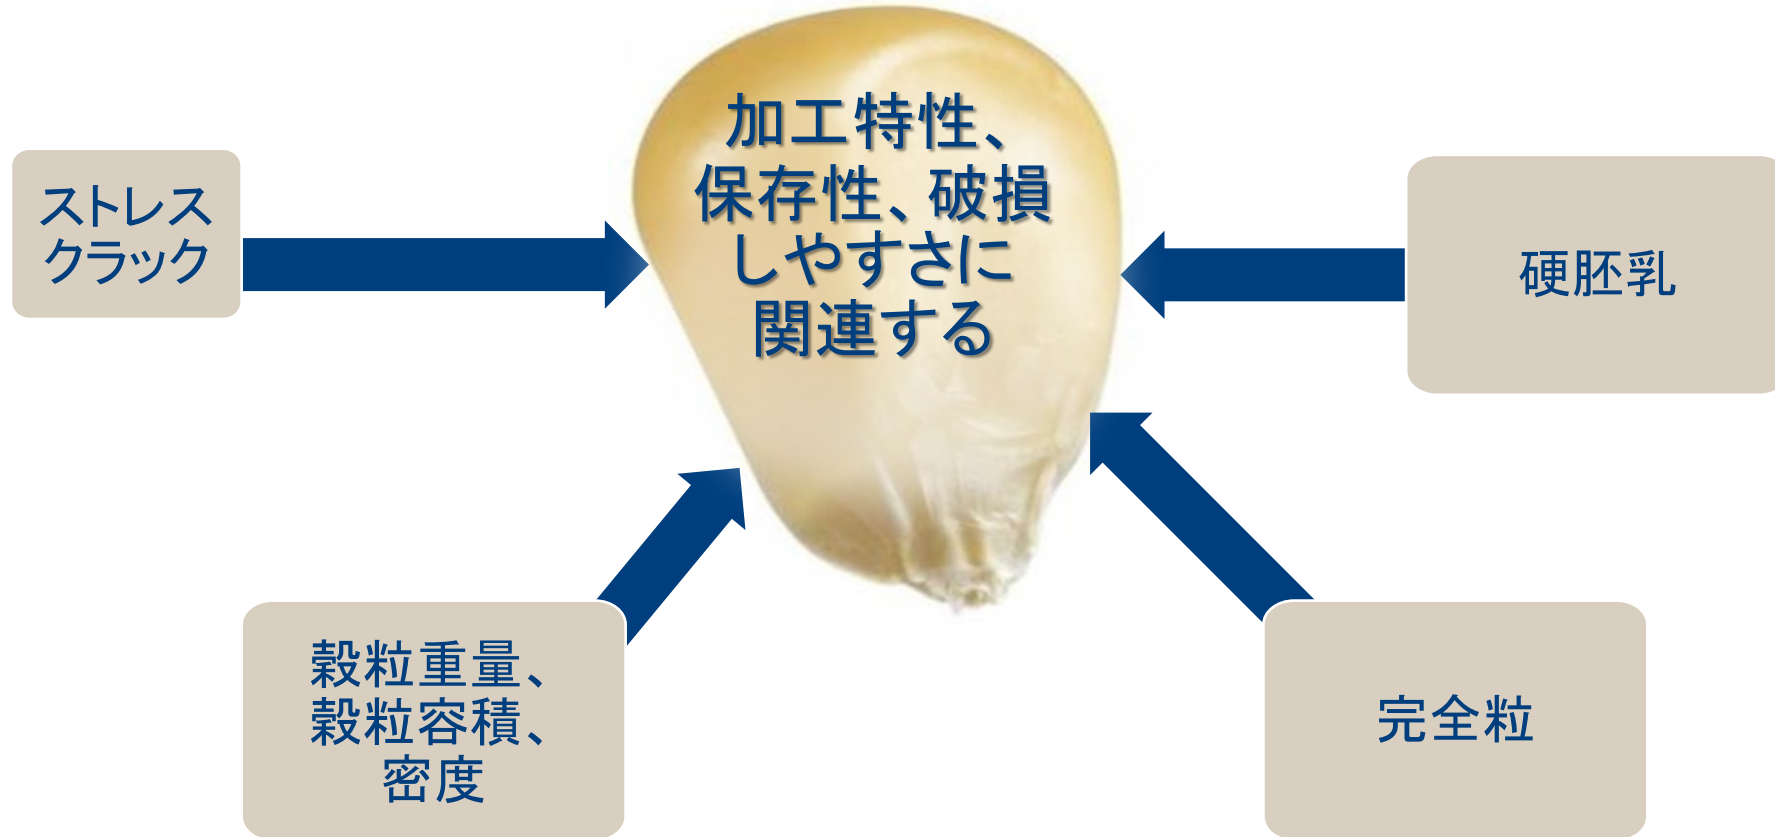 加工特性、
保存性、破損
しやすさに
関連する
ストレス
クラック
硬胚乳
穀粒重量、
穀粒容積、
密度
完全粒